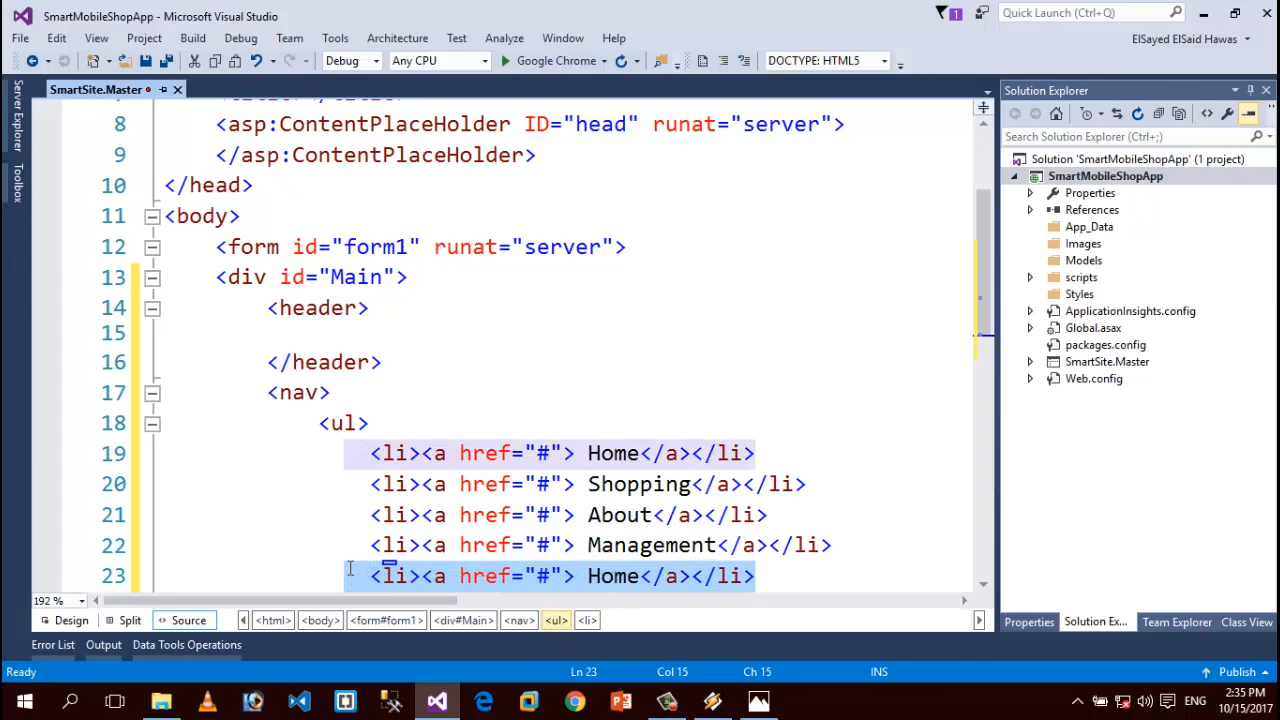 SmartMobileShopApp - Microsoft Visual Studio
1
Quick Launch (Ctrl+Q)
File Edit View Project Build Debug Team Tools Architecture Test Analyze Window Help
ElSayed ElSaid Hawas
Debug Any CPU Google Chrome DOCTYPE: HTML5
SmartSite.Master
Server Explorer
Toolbox
8 <asp:ContentPlaceHolder ID="head" runat="server">
9 </asp:ContentPlaceHolder>
10 </head>
11 <body>
12 <form id="form1" runat="server">
13 <div id="Main">
14 <header>
15
16 </header>
17 <nav>
18 <ul>
19 <li><a href="#"> Home</a></li>
20 <li><a href="#"> Shopping</a></li>
21 <li><a href="#"> About</a></li>
22 <li><a href="#"> Management</a></li>
23 <li><a href="#"> Home</a></li>
192 %
Design Split Source <html> <body> <form#form1> <div#Main> <nav> <ul> <li>
Error List Output Data Tools Operations
Solution Explorer
Search Solution Explorer (Ctrl+;)
Solution 'SmartMobileShopApp' (1 project)
SmartMobileShopApp
Properties
References
App_Data
Images
Models
scripts
Styles
ApplicationInsights.config
Global.asax
packages.config
SmartSite.Master
Web.config
Properties Solution Ex... Team Explorer Class View
Ready Ln 23 Col 15 Ch 15 INS Publish
ENG
2:35 PM
10/15/2017